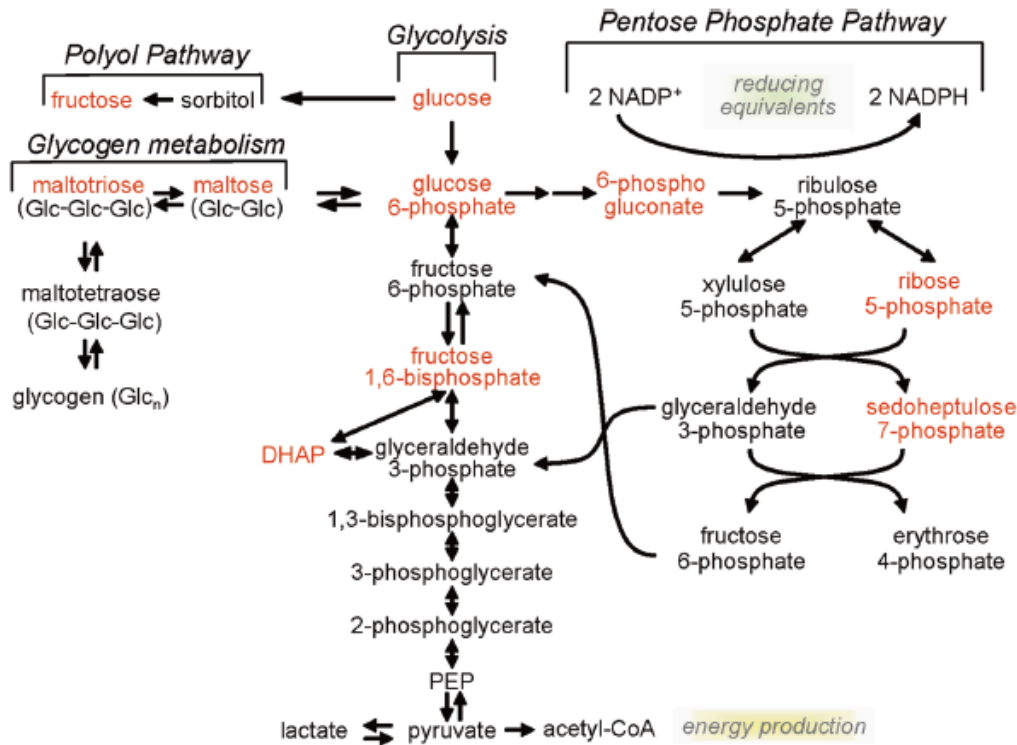 Polyol Pathway
Glycolysis
Pentose Phosphate Pathway
fructose
sorbitol
glucose
2 NADP⁺
reducing
equivalents
2 NADPH
Glycogen metabolism
maltotriose
(Glc-Glc-Glc)
maltose
(Glc-Glc)
glucose
6-phosphate
6-phospho
gluconate
ribulose
5-phosphate
maltotetraose
(Glc-Glc-Glc)
fructose
6-phosphate
xylulose
5-phosphate
ribose
5-phosphate
glycogen (Glcₙ)
fructose
1,6-bisphosphate
DHAP
glyceraldehyde
3-phosphate
glyceraldehyde
3-phosphate
sedoheptulose
7-phosphate
1,3-bisphosphoglycerate
fructose
6-phosphate
erythrose
4-phosphate
3-phosphoglycerate
2-phosphoglycerate
PEP
lactate
pyruvate
acetyl-CoA
energy production